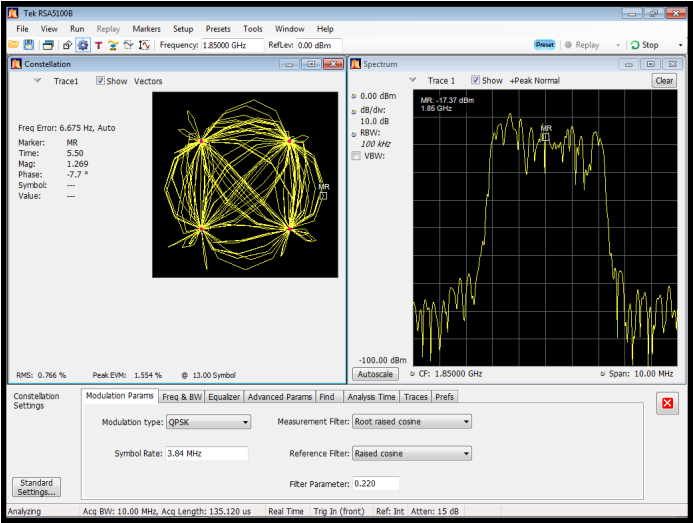 Tek RSA5100B
File View Run Replay Markers Setup Presets Tools Window Help
T Frequency: 1.85000 GHz RefLev: 0.00 dBm Preset Replay Stop
Constellation
Trace1 Show Vectors
Freq Error: 6.675 Hz, Auto
Marker: MR
Time: 5.50
Mag: 1.269
Phase: -7.7 °
Symbol: ---
Value: ---
MR
RMS: 0.766 % Peak EVM: 1.554 % @ 13.00 Symbol
Spectrum
Trace 1 Show +Peak Normal Clear
0.00 dBm
dB/div:
10.0 dB
RBW:
100 kHz
VBW:
MR: -17.37 dBm
1.85 GHz
MR
-100.00 dBm
Autoscale CF: 1.85000 GHz Span: 10.00 MHz
Constellation
Settings
Modulation Params Freq & BW Equalizer Advanced Params Find Analysis Time Traces Prefs
Modulation type: QPSK Measurement Filter: Root raised cosine
Symbol Rate: 3.84 MHz Reference Filter: Raised cosine
Filter Parameter: 0.220
Standard
Settings...
Analyzing Acq BW: 10.00 MHz, Acq Length: 135.120 us Real Time Trig In (front) Ref: Int Atten: 15 dB